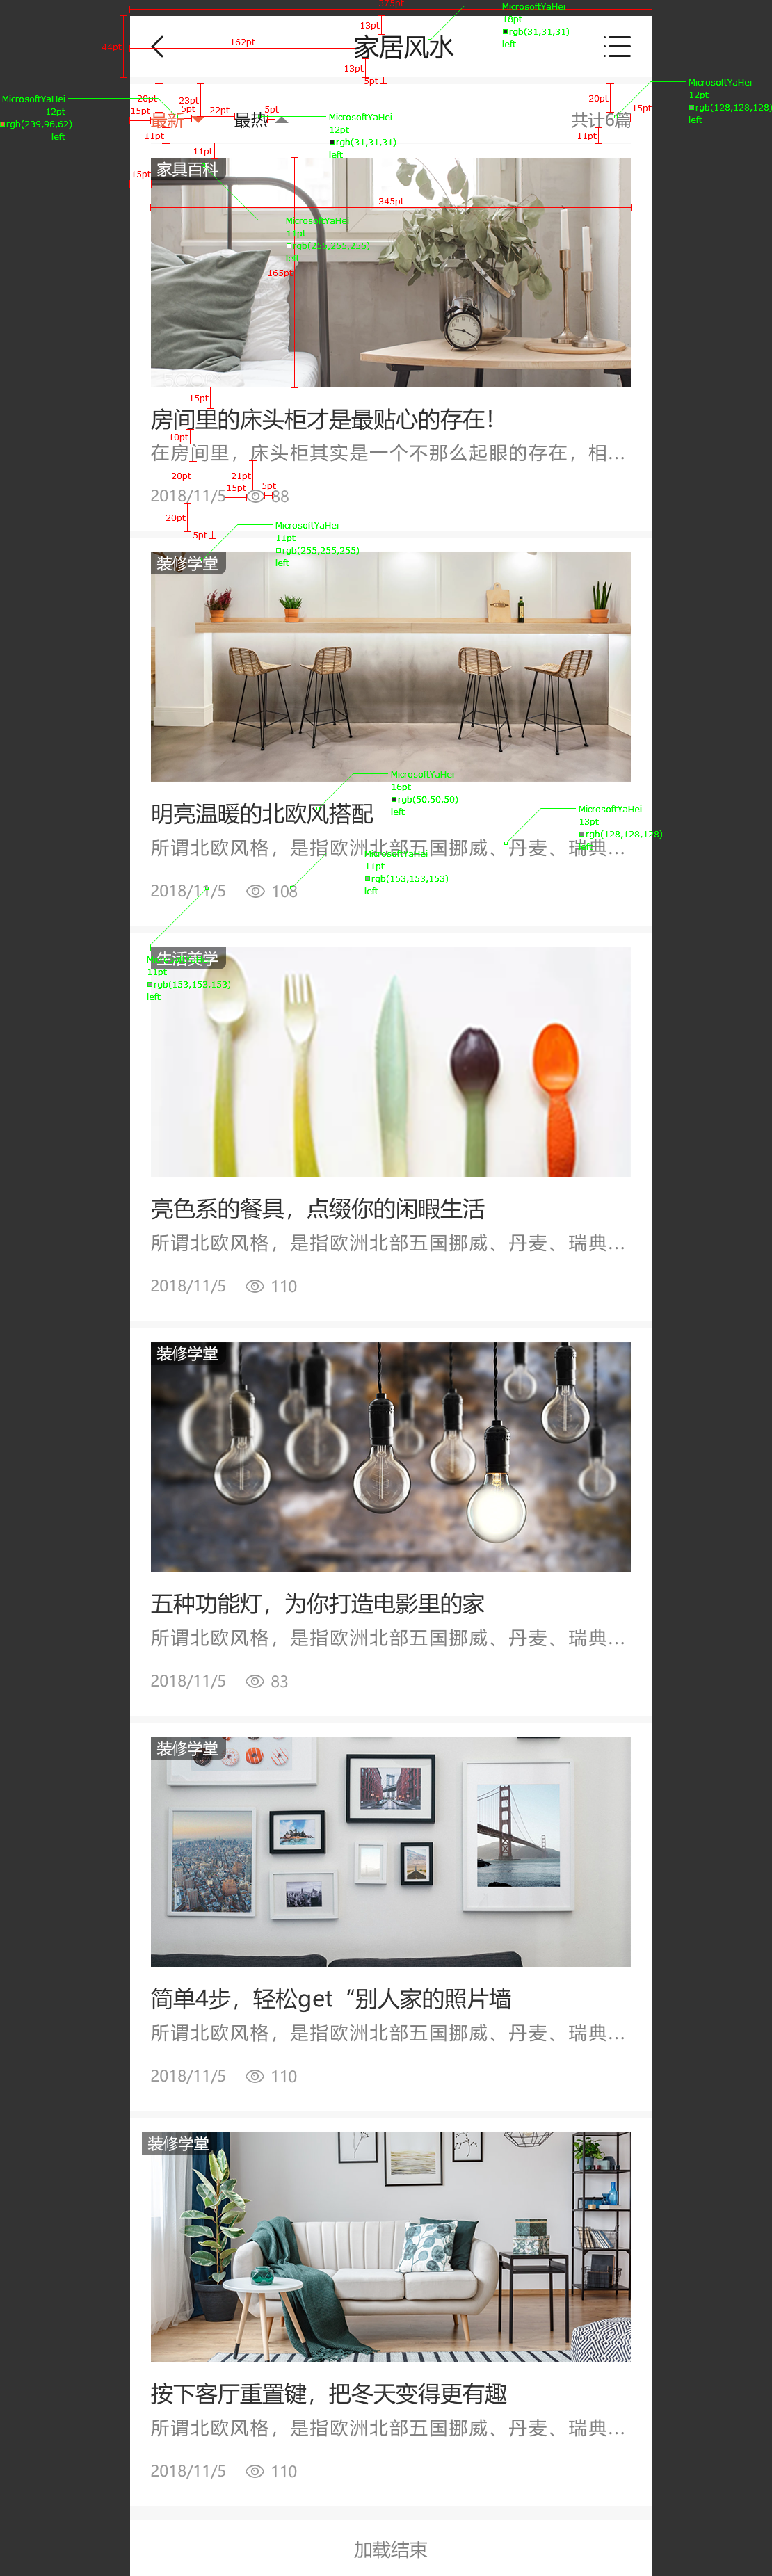 375pt
MicrosoftYaHei
18pt
rgb(31,31,31)
left
13pt
44pt
162pt
家居风水
13pt
5pt
MicrosoftYaHei
12pt
rgb(239,96,62)
left
20pt
23pt
15pt
5pt
22pt
5pt
最新
最热
11pt
MicrosoftYaHei
12pt
rgb(31,31,31)
left
20pt
15pt
共计6篇
11pt
MicrosoftYaHei
12pt
rgb(128,128,128)
left
11pt
15pt
家具百科
345pt
MicrosoftYaHei
11pt
rgb(255,255,255)
left
165pt
15pt
房间里的床头柜才是最贴心的存在！
10pt
在房间里，床头柜其实是一个不那么起眼的存在，相...
20pt
21pt
15pt
5pt
2018/11/5
88
20pt
5pt
MicrosoftYaHei
11pt
rgb(255,255,255)
left
装修学堂
MicrosoftYaHei
16pt
rgb(50,50,50)
left
明亮温暖的北欧风搭配
MicrosoftYaHei
13pt
rgb(128,128,128)
left
所谓北欧风格，是指欧洲北部五国挪威、丹麦、瑞典...
MicrosoftYaHei
11pt
rgb(153,153,153)
left
2018/11/5
108
生活美学
MicrosoftYaHei
11pt
rgb(153,153,153)
left
亮色系的餐具，点缀你的闲暇生活
所谓北欧风格，是指欧洲北部五国挪威、丹麦、瑞典...
2018/11/5
110
装修学堂
五种功能灯，为你打造电影里的家
所谓北欧风格，是指欧洲北部五国挪威、丹麦、瑞典...
2018/11/5
83
装修学堂
简单4步，轻松get“别人家的照片墙
所谓北欧风格，是指欧洲北部五国挪威、丹麦、瑞典...
2018/11/5
110
装修学堂
按下客厅重置键，把冬天变得更有趣
所谓北欧风格，是指欧洲北部五国挪威、丹麦、瑞典...
2018/11/5
110
加载结束